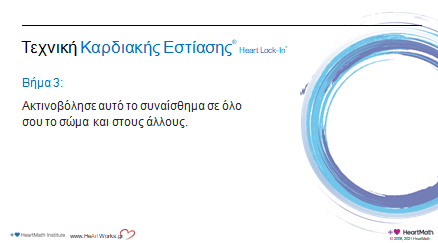 Τεχνική Καρδιακής Εστίασης® Heart Lock-In®
Βήμα 3:
Ακτινοβόλησε αυτό το συναίσθημα σε όλο
σου το σώμα και στους άλλους.
HeartMath Institute www.HeArtWorks.gr
HeartMath